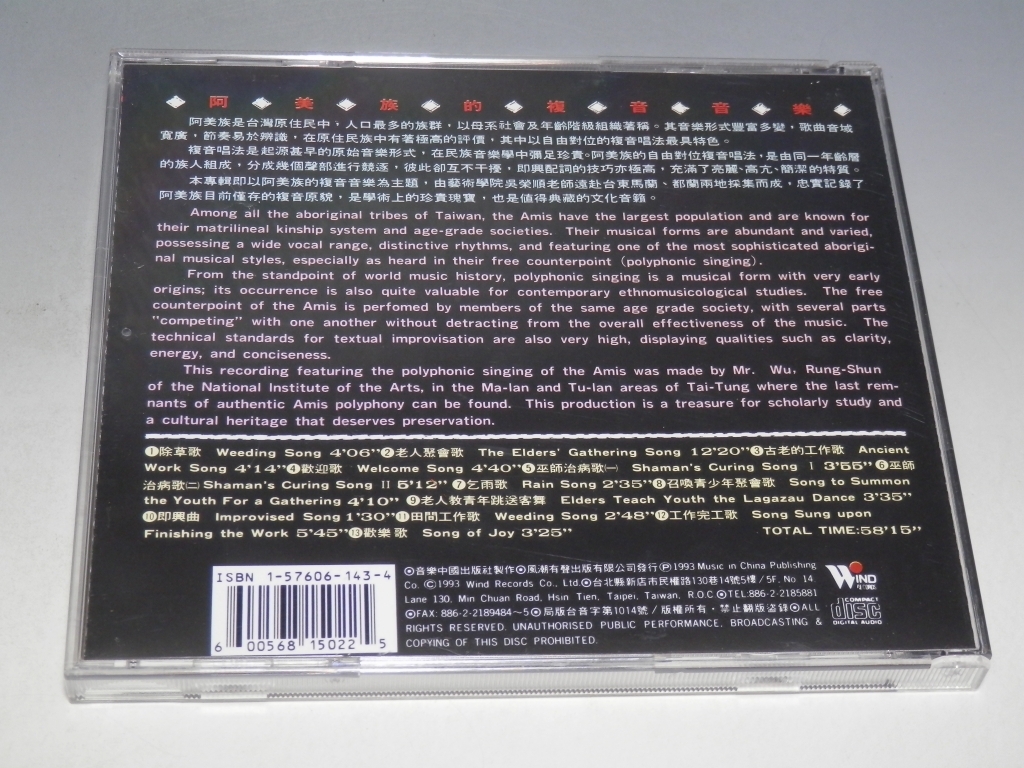 阿美族的複音音樂
阿美族是台灣原住民中，人口最多的族群，以母系社會及年齡階級組織著稱。其音樂形式豐富多變，歌曲音域
寬廣，節奏易於辨識，在原住民族中有著極高的評價，其中以自由對位的複音唱法最具特色。
複音唱法是起源甚早的原始音樂形式，在民族音樂學中彌足珍貴。阿美族的自由對位複音唱法，是由同一年齡層
的族人組成，分成幾個聲部進行競逐，彼此卻互不干擾，即興配詞的技巧亦極高，充滿了亮麗、高亢、簡潔的特質。
本專輯即以阿美族的複音音樂為主題，由藝術學院吳榮順老師遠赴台東馬蘭、都蘭兩地採集而成，忠實記錄了
阿美族目前僅存的複音原貌，是學術上的珍貴瑰寶，也是值得典藏的文化音籍。
Among all the aboriginal tribes of Taiwan, the Amis have the largest population and are known for
their matrilineal kinship system and age-grade societies. Their musical forms are abundant and varied,
possessing a wide vocal range, distinctive rhythms, and featuring one of the most sophisticated aborigi-
nal musical styles, especially as heard in their free counterpoint (polyphonic singing).
From the standpoint of world music history, polyphonic singing is a musical form with very early
origins; its occurrence is also quite valuable for contemporary ethnomusicological studies. The free
counterpoint of the Amis is perfomed by members of the same age grade society, with several parts
"competing" with one another without detracting from the overall effectiveness of the music. The
technical standards for textual improvisation are also very high, displaying qualities such as clarity,
energy, and conciseness.
This recording featuring the polyphonic singing of the Amis was made by Mr. Wu, Rung-Shun
of the National Institute of the Arts, in the Ma-lan and Tu-lan areas of Tai-Tung where the last rem-
nants of authentic Amis polyphony can be found. This production is a treasure for scholarly study and
a cultural heritage that deserves preservation.
❶除草歌 Weeding Song 4'06"❷老人聚會歌 The Elders' Gathering Song 12'20"❸古老的工作歌 Ancient
Work Song 4'14"❹歡迎歌 Welcome Song 4'40"❺巫師治病歌㈠ Shaman's Curing Song I 3'55"❻巫師
治病歌㈡ Shaman's Curing Song II 5'12"❼乞雨歌 Rain Song 2'35"❽召喚青少年聚會歌 Song to Summon
the Youth For a Gathering 4'10"❾老人教青年跳送客舞 Elders Teach Youth the Lagazau Dance 3'35"
❿即興曲 Improvised Song 1'30"⓫田間工作歌 Weeding Song 2'48"⓬工作完工歌 Song Sung upon
Finishing the Work 5'45"⓭歡樂歌 Song of Joy 3'25" TOTAL TIME:58'15"
ISBN 1-57606-143-4
6 00568 15022 5
◎音樂中國出版社製作◎風潮有聲出版有限公司發行Ⓟ1993 Music in China Publishing
Co. ©1993 Wind Records Co., Ltd.◎台北縣新店市民權路130巷14號5樓/5F, No 14,
Lane 130, Min Chuan Road, Hsin Tien, Taipei, Taiwan, R.O.C◎TEL:886-2-2185881
◎FAX: 886-2-2189484～5◎局版台音字第1014號/版權所有・禁止翻版盜錄◎ALL
RIGHTS RESERVED. UNAUTHORISED PUBLIC PERFORMANCE, BROADCASTING &
COPYING OF THIS DISC PROHIBITED.
WIND
RECORDS
COMPACT
disc
DIGITAL AUDIO